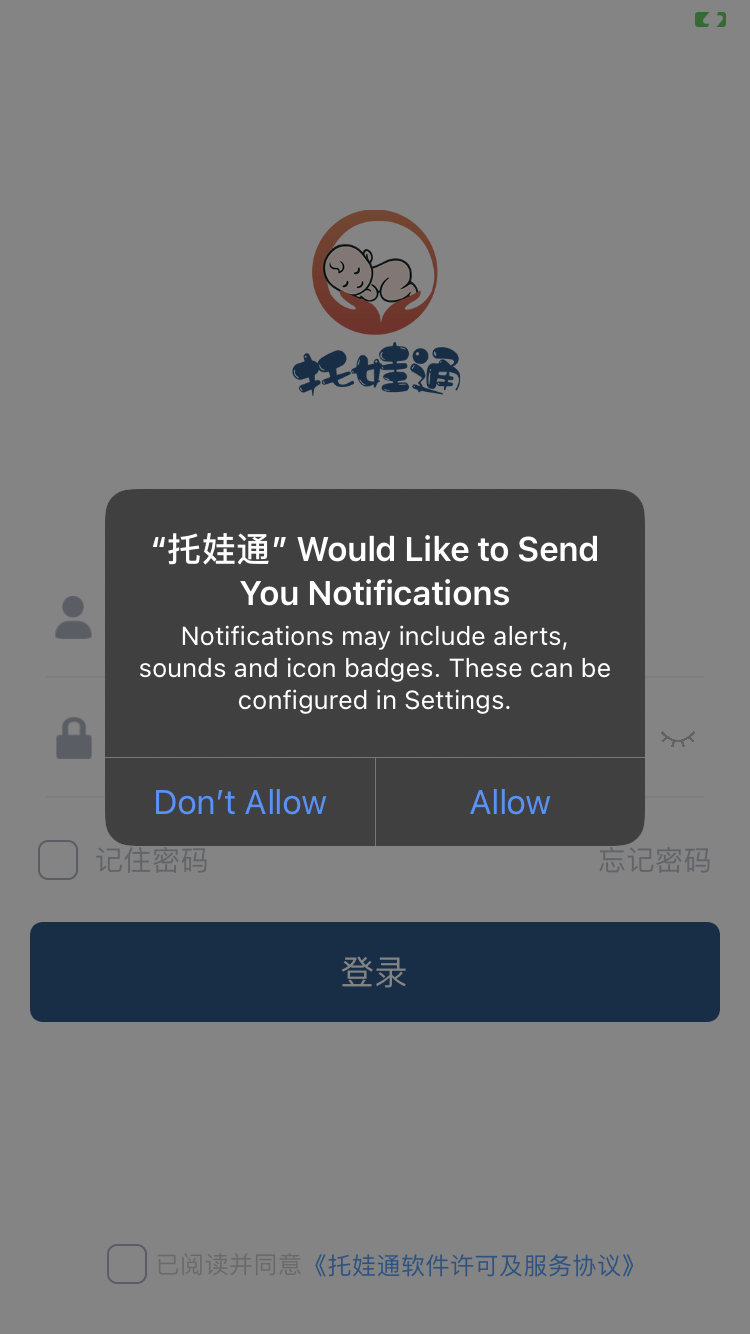 托娃通
“托娃通” Would Like to Send
You Notifications
Notifications may include alerts,
sounds and icon badges. These can be
configured in Settings.
Don’t Allow
Allow
记住密码
忘记密码
登录
已阅读并同意《托娃通软件许可及服务协议》